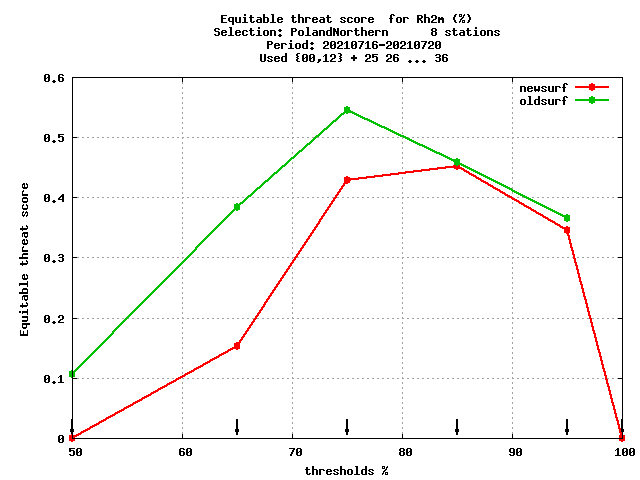 Equitable threat score  for Rh2m (%)
Selection: PolandNorthern      8 stations
Period: 20210716-20210720
Used {00,12} + 25 26 ... 36
newsurf
oldsurf
Equitable threat score
0.6
0.5
0.4
0.3
0.2
0.1
0
50 60 70 80 90 100
thresholds %